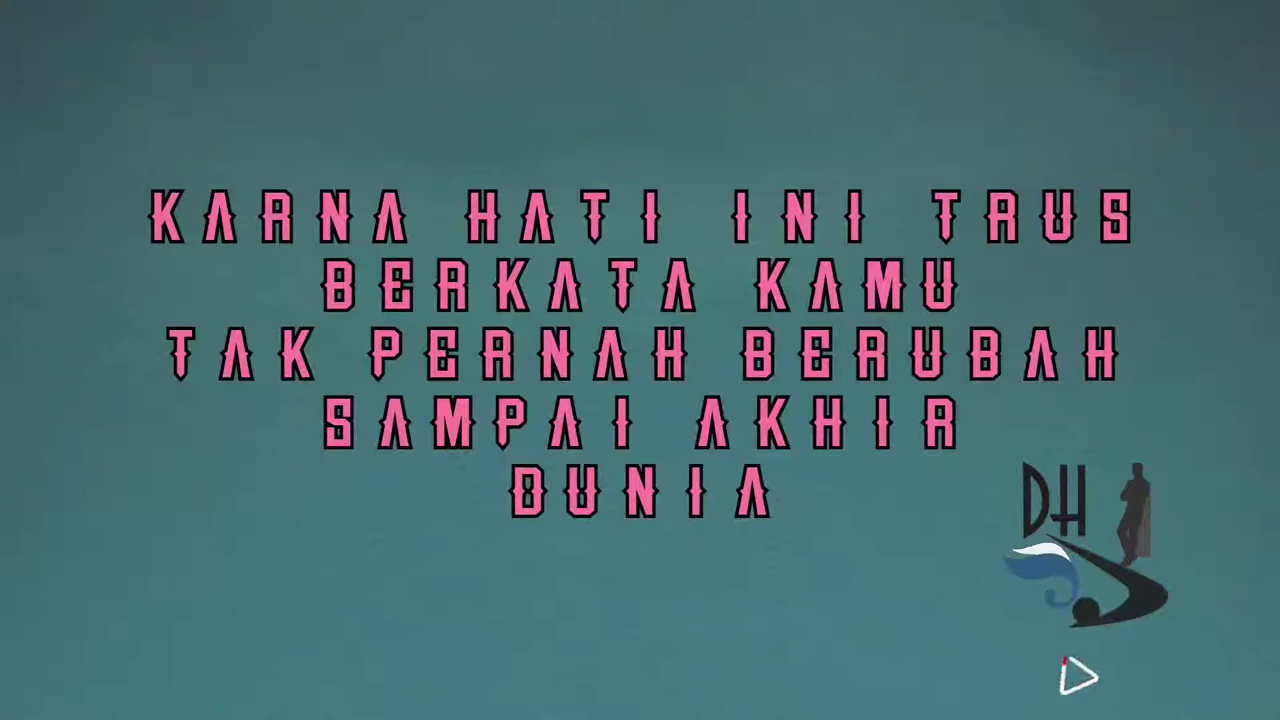 KARNA HATI INI TRUS
BERKATA KAMU
TAK PERNAH BERUBAH
SAMPAI AKHIR
DUNIA
DH